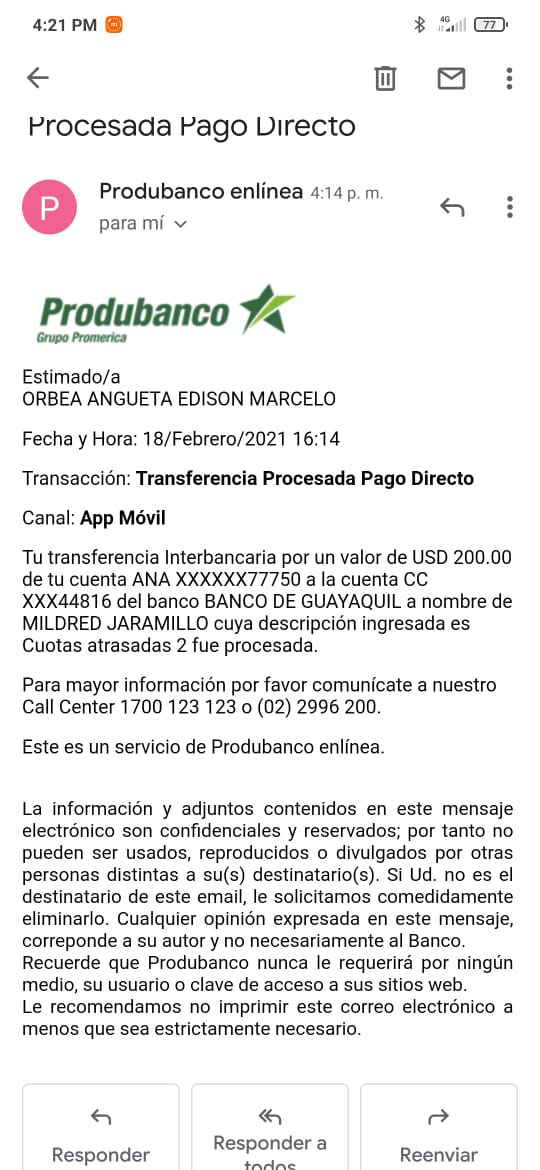 4:21 PM
4G
77
Procesada Pago Directo
P
Produbanco enlínea 4:14 p. m.
para mí
Produbanco
Grupo Promerica
Estimado/a
ORBEA ANGUETA EDISON MARCELO
Fecha y Hora: 18/Febrero/2021 16:14
Transacción: Transferencia Procesada Pago Directo
Canal: App Móvil
Tu transferencia Interbancaria por un valor de USD 200.00
de tu cuenta ANA XXXXXX77750 a la cuenta CC
XXX44816 del banco BANCO DE GUAYAQUIL a nombre de
MILDRED JARAMILLO cuya descripción ingresada es
Cuotas atrasadas 2 fue procesada.
Para mayor información por favor comunícate a nuestro
Call Center 1700 123 123 o (02) 2996 200.
Este es un servicio de Produbanco enlínea.
La información y adjuntos contenidos en este mensaje
electrónico son confidenciales y reservados; por tanto no
pueden ser usados, reproducidos o divulgados por otras
personas distintas a su(s) destinatario(s). Si Ud. no es el
destinatario de este email, le solicitamos comedidamente
eliminarlo. Cualquier opinión expresada en este mensaje,
correponde a su autor y no necesariamente al Banco.
Recuerde que Produbanco nunca le requerirá por ningún
medio, su usuario o clave de acceso a sus sitios web.
Le recomendamos no imprimir este correo electrónico a
menos que sea estrictamente necesario.
Responder
Responder a
todos
Reenviar